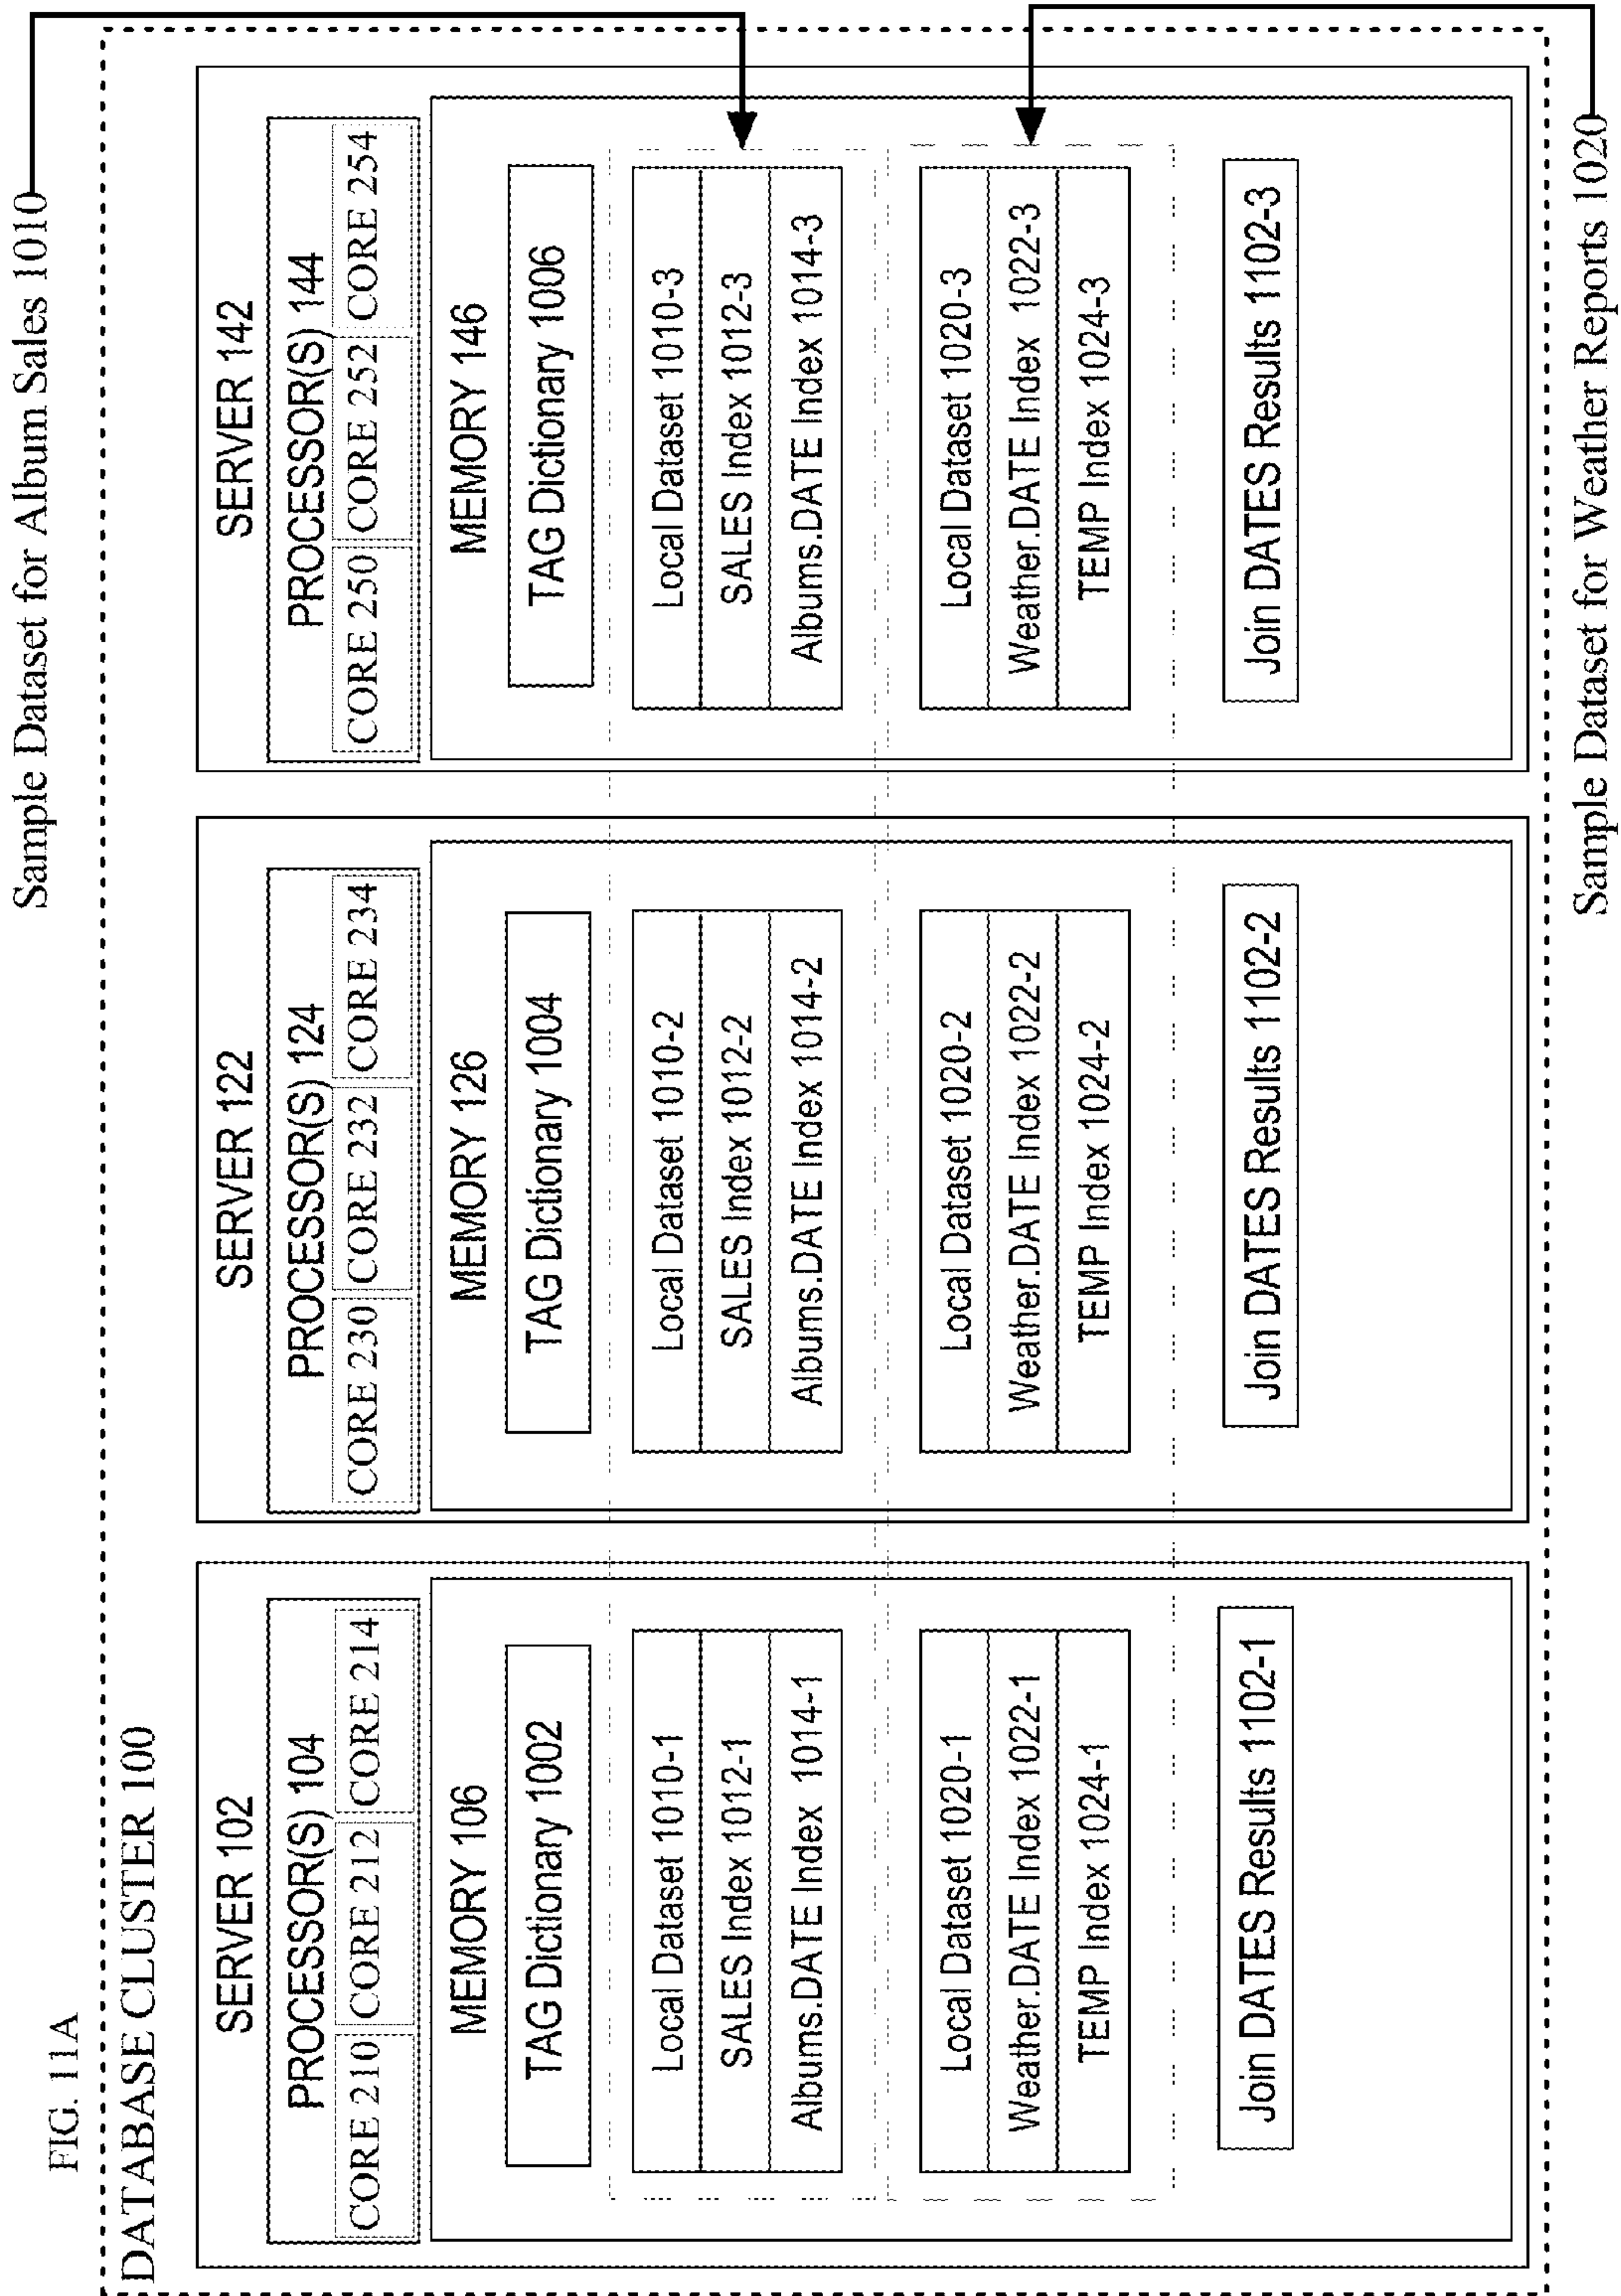 FIG. 11A
Sample Dataset for Album Sales 1010
DATABASE CLUSTER 100
SERVER 102
PROCESSOR(S) 104
CORE 210
CORE 212
CORE 214
MEMORY 106
TAG Dictionary 1002
Local Dataset 1010-1
SALES Index 1012-1
Albums.DATE Index 1014-1
Local Dataset 1020-1
Weather.DATE Index 1022-1
TEMP Index 1024-1
Join DATES Results 1102-1
SERVER 122
PROCESSOR(S) 124
CORE 230
CORE 232
CORE 234
MEMORY 126
TAG Dictionary 1004
Local Dataset 1010-2
SALES Index 1012-2
Albums.DATE Index 1014-2
Local Dataset 1020-2
Weather.DATE Index 1022-2
TEMP Index 1024-2
Join DATES Results 1102-2
SERVER 142
PROCESSOR(S) 144
CORE 250
CORE 252
CORE 254
MEMORY 146
TAG Dictionary 1006
Local Dataset 1010-3
SALES Index 1012-3
Albums.DATE Index 1014-3
Local Dataset 1020-3
Weather.DATE Index 1022-3
TEMP Index 1024-3
Join DATES Results 1102-3
Sample Dataset for Weather Reports 1020